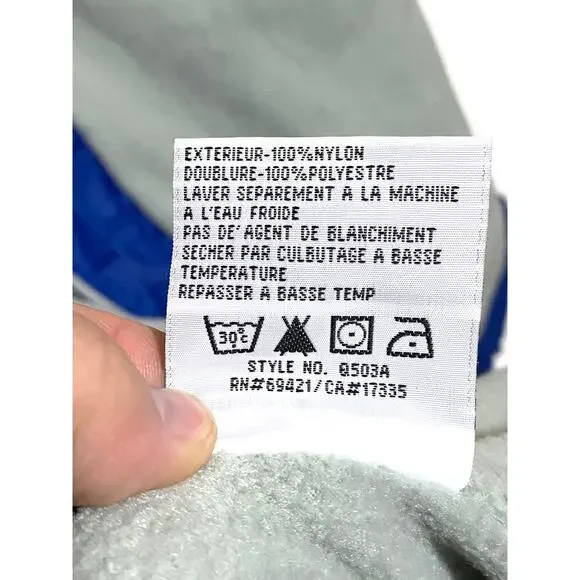 EXTERIEUR-100%NYLON
DOUBLURE-100%POLYESTRE
LAVER SEPAREMENT A LA MACHINE
A L'EAU FROIDE
PAS DE'AGENT DE BLANCHIMENT
SECHER PAR CULBUTAGE A BASSE
TEMPERATURE
REPASSER A BASSE TEMP
30°C
STYLE NO. Q503A
RN#69421/CA#17335